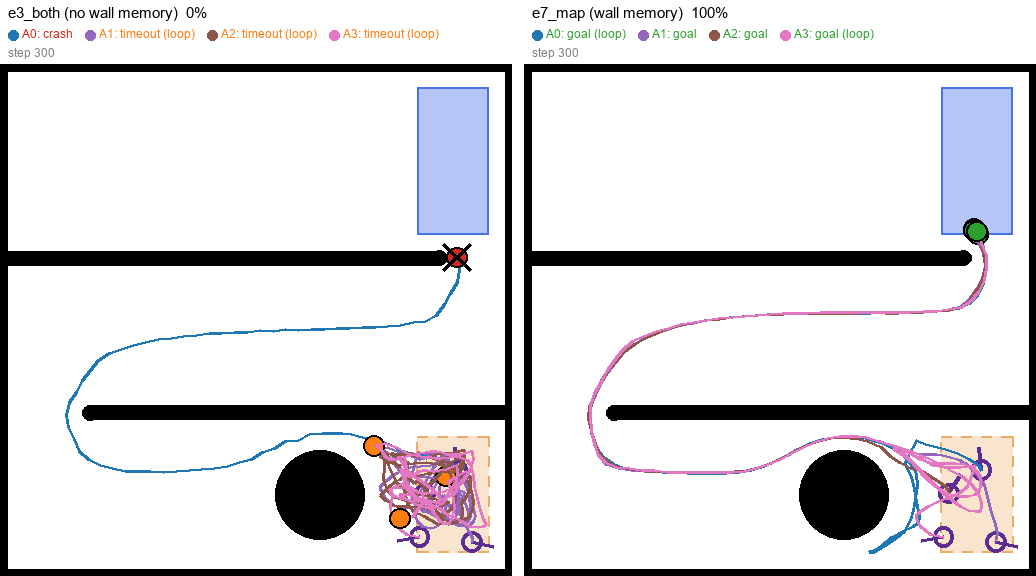 e3_both (no wall memory)  0%
A0: crash A1: timeout (loop) A2: timeout (loop) A3: timeout (loop)
step 300
e7_map (wall memory)  100%
A0: goal (loop) A1: goal A2: goal A3: goal (loop)
step 300